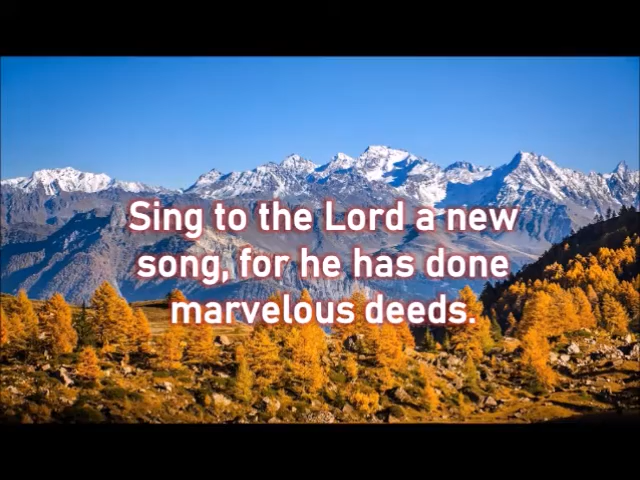 Sing to the Lord a new
song, for he has done
marvelous deeds.